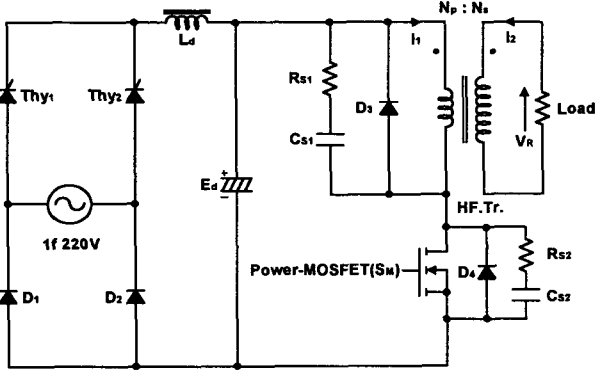 Np : Ns
Ld
I1
I2
Thy1
Thy2
Rs1
D3
Cs1
Load
VR
Ed
+
−
HF.Tr.
1f 220V
Power-MOSFET(SM)
D4
Rs2
Cs2
D1
D2